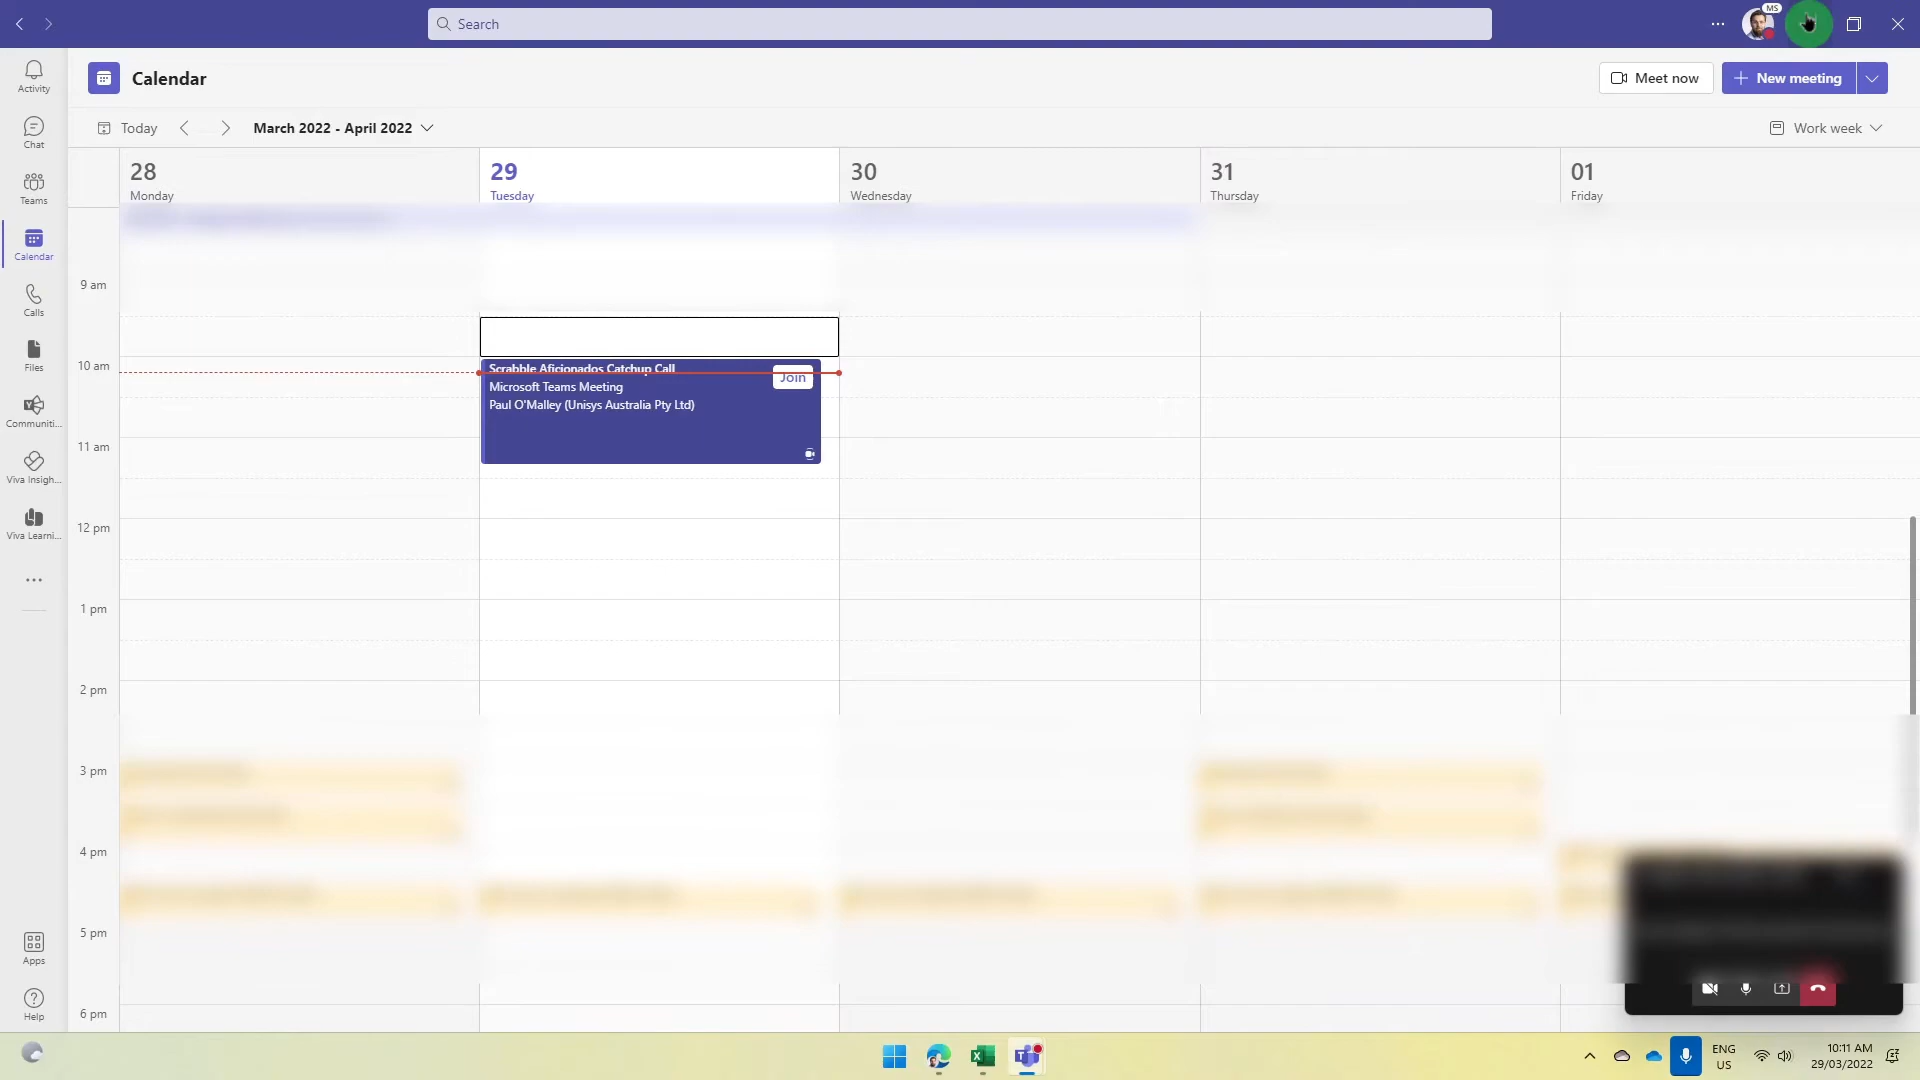 Search
MS
Activity
Chat
Teams
Calendar
Calls
Files
Communiti...
Viva Insigh...
Viva Learni...
Apps
Help
Calendar
Meet now
New meeting
Today
March 2022 - April 2022
Work week
28
Monday
29
Tuesday
30
Wednesday
31
Thursday
01
Friday
9 am
10 am
11 am
12 pm
1 pm
2 pm
3 pm
4 pm
5 pm
6 pm
Scrabble Aficionados Catchup Call
Join
Microsoft Teams Meeting
Paul O'Malley (Unisys Australia Pty Ltd)
ENG
US
10:11 AM
29/03/2022